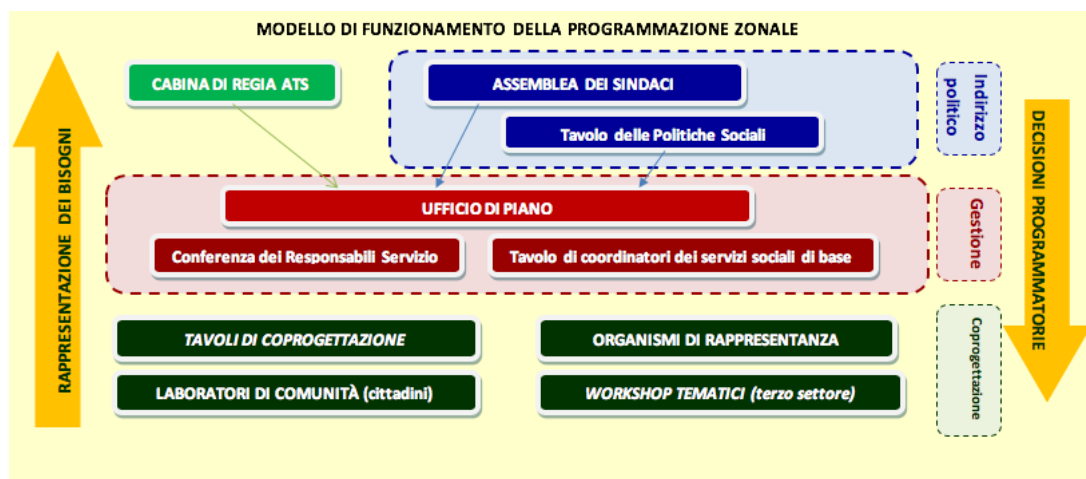 MODELLO DI FUNZIONAMENTO DELLA PROGRAMMAZIONE ZONALE
CABINA DI REGIA ATS
ASSEMBLEA DEI SINDACI
Tavolo delle Politiche Sociali
Indirizzo
politico
UFFICIO DI PIANO
Conferenza dei Responsabili Servizio
Tavolo di coordinatori dei servizi sociali di base
Gestione
TAVOLI DI COPROGETTAZIONE
ORGANISMI DI RAPPRESENTANZA
LABORATORI DI COMUNITÀ (cittadini)
WORKSHOP TEMATICI (terzo settore)
Coprogettazione
RAPPRESENTAZIONE DEI BISOGNI
DECISIONI PROGRAMMATORIE